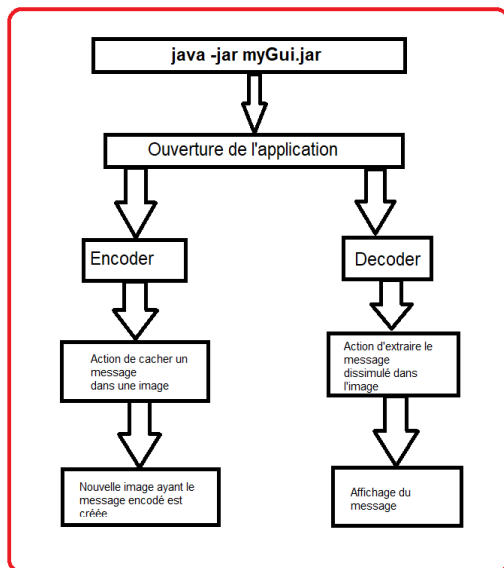 java -jar myGui.jar
Ouverture de l'application
Encoder
Decoder
Action de cacher un
message
dans une image
Action d'extraire le
message
dissimulé dans
l'image
Nouvelle image ayant le
message encodé est
créée
Affichage du
message